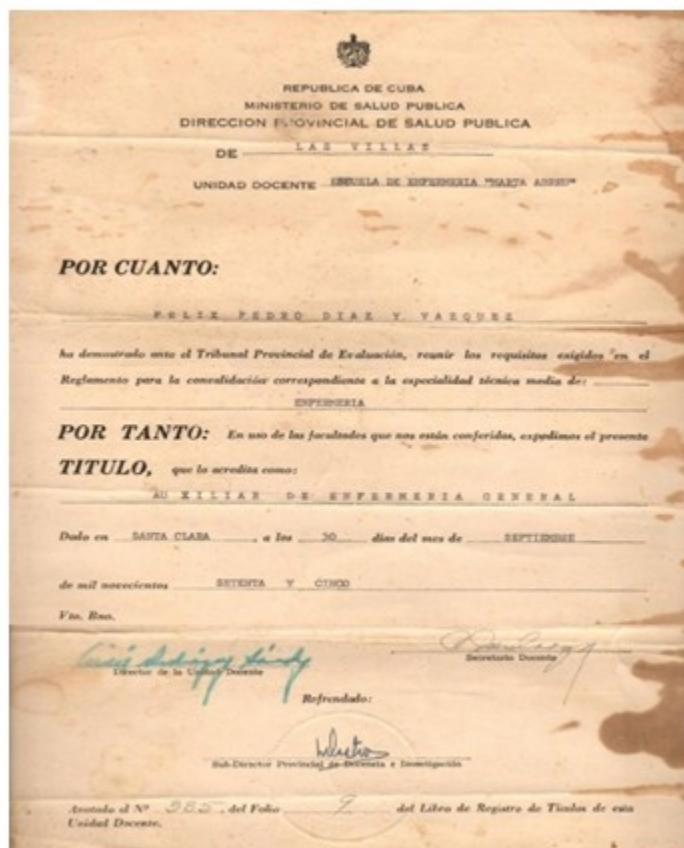 REPUBLICA DE CUBA
MINISTERIO DE SALUD PUBLICA
DIRECCION PROVINCIAL DE SALUD PUBLICA
DE LAS VILLAS
UNIDAD DOCENTE ESCUELA DE ENFERMERIA "MARTA ABREU"
POR CUANTO:
FELIX PEDRO DIAZ Y VAZQUEZ
ha demostrado ante el Tribunal Provincial de Evaluación, reunir los requisitos exigidos en el
Reglamento para la convalidación correspondiente a la especialidad técnica media de:
ENFERMERIA
POR TANTO: En uso de las facultades que nos están conferidas, expedimos el presente
TITULO, que lo acredita como:
AUXILIAR DE ENFERMERIA GENERAL
Dado en SANTA CLARA, a los 30 días del mes de SEPTIEMBRE
de mil novecientos SETENTA Y CINCO
Vto. Bno.
Director de la Unidad Docente
Secretario Docente
Refrendado:
Sub-Director Provincial de Docencia e Investigación
Anotado al Nº 985, del Folio 9 del Libro de Registro de Títulos de esta
Unidad Docente.